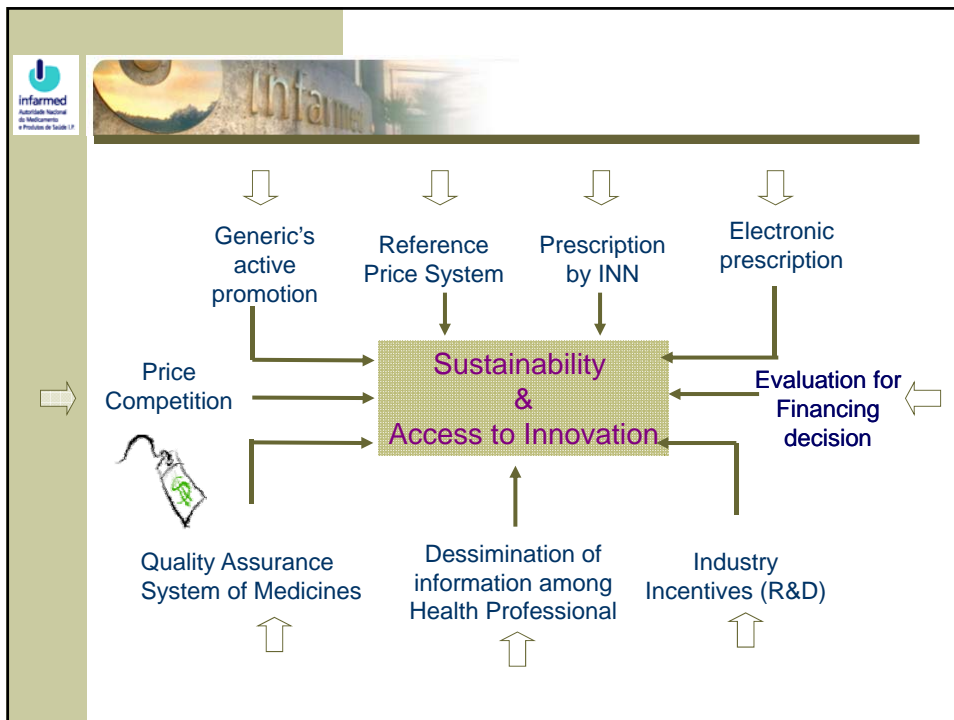 infarmed
Autoridade Nacional
do Medicamento
e Produtos de Saúde I.P.
Infarmed
Generic's
active
promotion
Reference
Price System
Prescription
by INN
Electronic
prescription
Price
Competition
Sustainability
&
Access to Innovation
Evaluation for
Financing
decision
Quality Assurance
System of Medicines
Dessimination of
information among
Health Professional
Industry
Incentives (R&D)